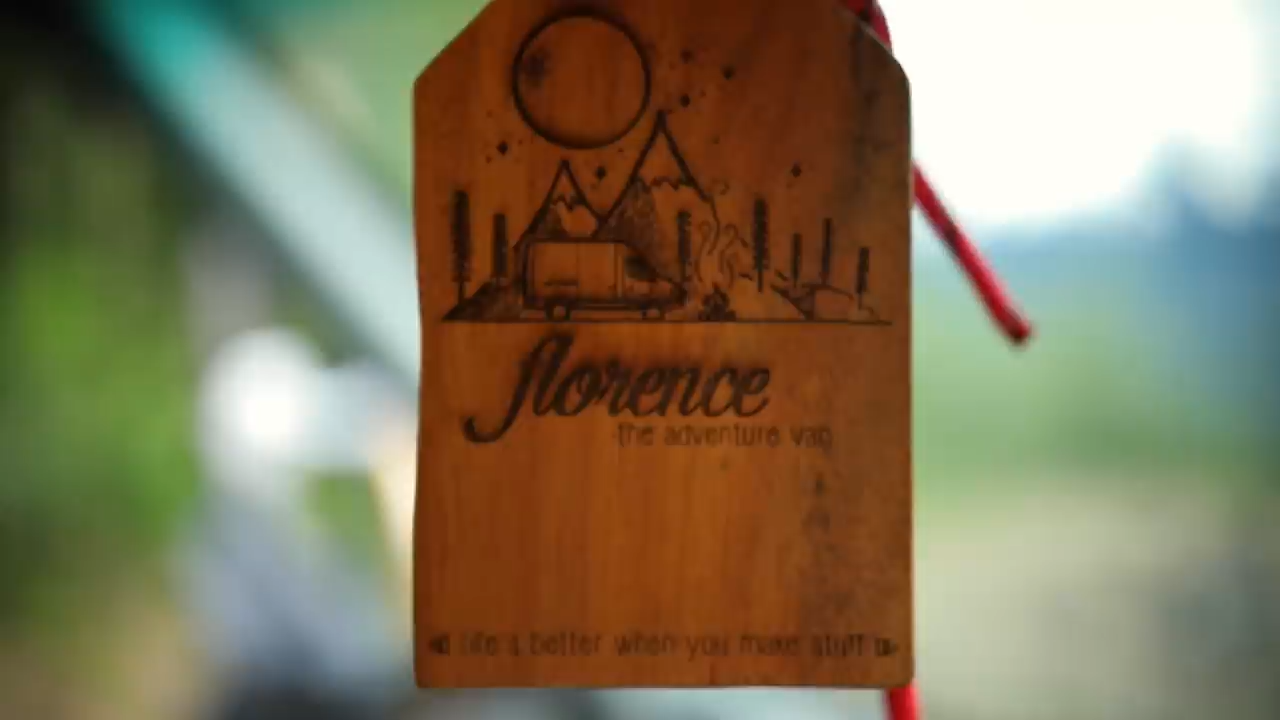 florence
the adventure van
life's better when you make stuff